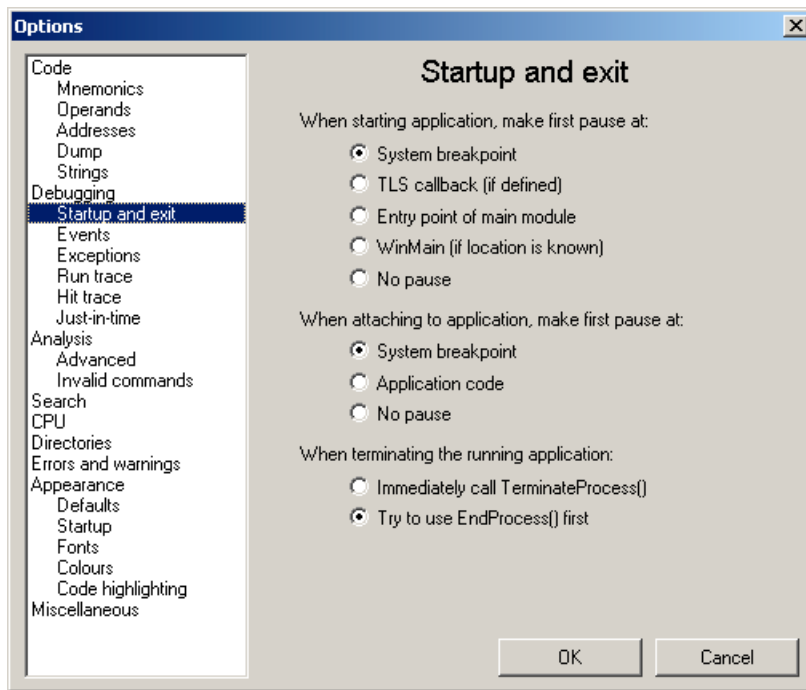 Options
Code
Mnemonics
Operands
Addresses
Dump
Strings
Debugging
Startup and exit
Events
Exceptions
Run trace
Hit trace
Just-in-time
Analysis
Advanced
Invalid commands
Search
CPU
Directories
Errors and warnings
Appearance
Defaults
Startup
Fonts
Colours
Code highlighting
Miscellaneous
Startup and exit
When starting application, make first pause at:
System breakpoint
TLS callback (if defined)
Entry point of main module
WinMain (if location is known)
No pause
When attaching to application, make first pause at:
System breakpoint
Application code
No pause
When terminating the running application:
Immediately call TerminateProcess()
Try to use EndProcess() first
OK
Cancel